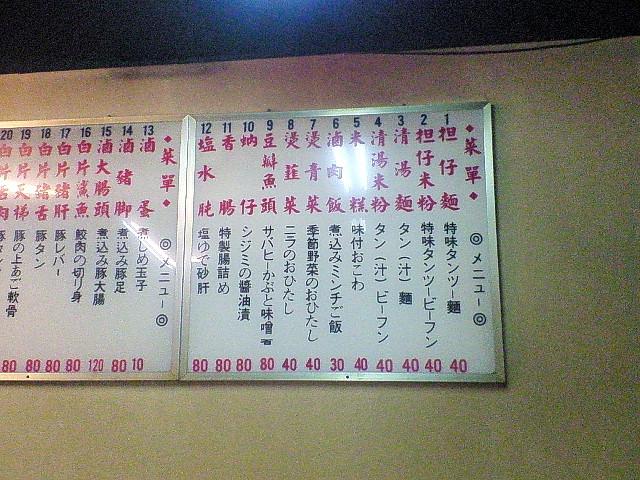 ◆菜單◆
◎メニュー◎
1 担仔麵 特味タンツー麵 40
2 担仔米粉 特味タンツービーフン 40
3 清湯麵 タン（汁）麵 40
4 清湯米粉 タン（汁）ビーフン 40
5 米糕 味付おこわ 40
6 滷肉飯 煮込みミンチご飯 30
7 燙青菜 季節野菜のおひたし 40
8 燙韮菜 ニラのおひたし 40
9 豆瓣魚頭 サバヒーかぶと味噌煮 80
10 蚋仔 シジミの醬油漬 80
11 香腸 特製腸詰め 80
12 塩水肫 塩ゆで砂肝 80
◆菜單◆
◎メニュー◎
13 滷蛋 煮しめ玉子 10
14 滷豬脚 煮込み豚足 80
15 滷大腸頭 煮込み豚大腸 120
16 白片鯊魚 鮫肉の切り身 80
17 白片豬肝 豚レバー 80
18 白片豬舌 豚タン 80
19 白片天梯 豚の上あご軟骨 80
20 白片 肉 80